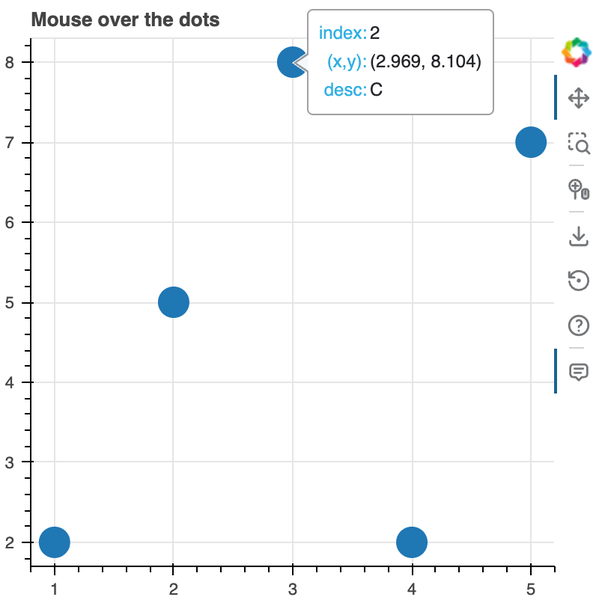 Mouse over the dots
index: 2
(x,y): (2.969, 8.104)
desc: C
8
7
6
5
4
3
2
1 2 3 4 5